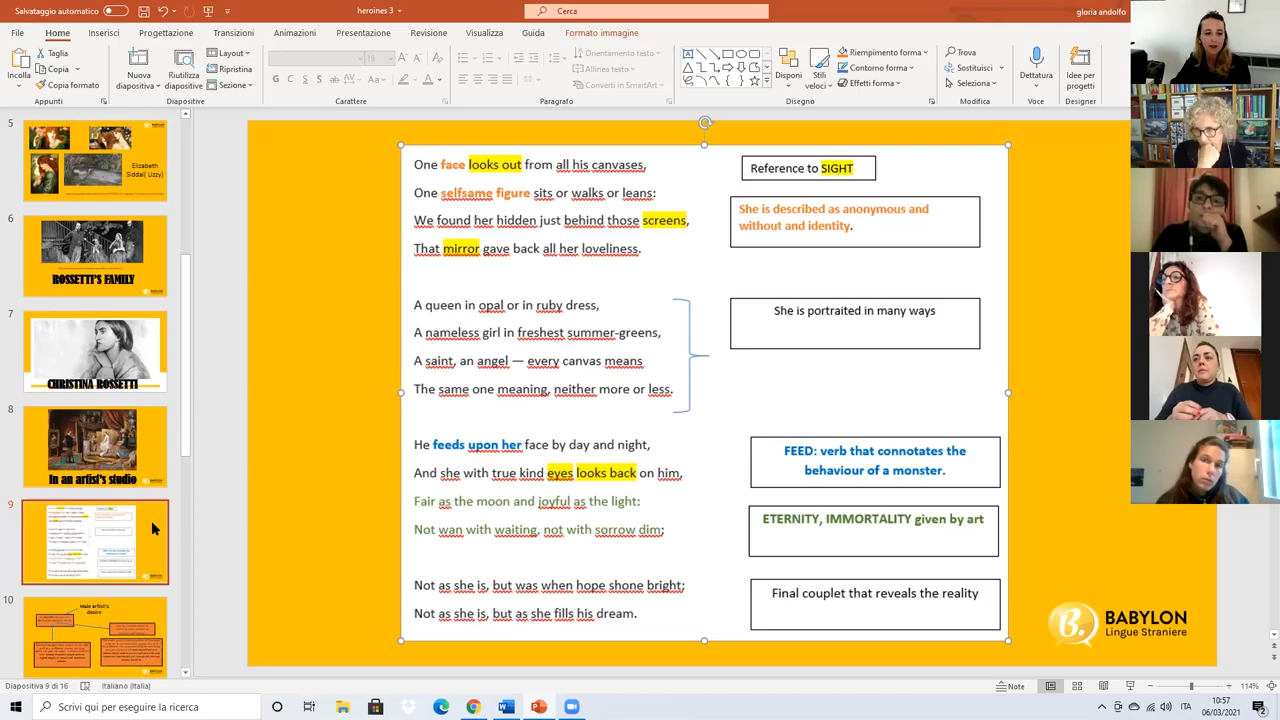 Salvataggio automatico
heroines 3
Cerca
gloria andolfo
File Home Inserisci Progettazione Transizioni Animazioni Presentazione Revisione Visualizza Guida Formato immagine
Incolla
Taglia
Copia
Copia formato
Appunti
Nuova diapositiva
Riutilizza diapositive
Layout
Ripristina
Sezione
Diapositive
18
G C S
Carattere
Orientamento testo
Allinea testo
Converti in SmartArt
Paragrafo
Disponi
Stili veloci
Riempimento forma
Contorno forma
Effetti forma
Disegno
Trova
Sostituisci
Seleziona
Modifica
Dettatura
Voce
Idee per progetti
Designer
5
Elizabeth
Siddal( Lizzy)
6
ROSSETTI'S FAMILY
7
CHRISTINA ROSSETTI
8
In an artist's studio
9
10
Male artist's
desire
One face looks out from all his canvases,
One selfsame figure sits or walks or leans:
We found her hidden just behind those screens,
That mirror gave back all her loveliness.
A queen in opal or in ruby dress,
A nameless girl in freshest summer-greens,
A saint, an angel — every canvas means
The same one meaning, neither more or less.
He feeds upon her face by day and night,
And she with true kind eyes looks back on him,
Fair as the moon and joyful as the light:
Not wan with waiting, not with sorrow dim;
Not as she is, but was when hope shone bright;
Not as she is, but as she fills his dream.
Reference to SIGHT
She is described as anonymous and
without and identity.
She is portraited in many ways
FEED: verb that connotates the
behaviour of a monster.
ETERNITY, IMMORTALITY given by art
Final couplet that reveals the reality
BABYLON
Lingue Straniere
Diapositiva 9 di 16
Italiano (Italia)
Note
114%
Scrivi qui per eseguire la ricerca
ITA
10:57
06/03/2021
2